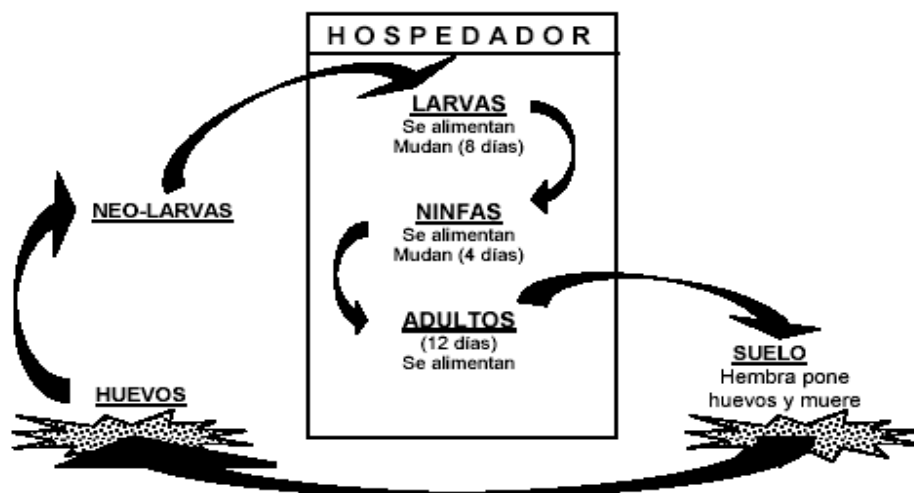 HOSPEDADOR
LARVAS
Se alimentan
Mudan (8 días)
NEO-LARVAS
NINFAS
Se alimentan
Mudan (4 días)
ADULTOS
(12 días)
Se alimentan
SUELO
Hembra pone
huevos y muere
HUEVOS